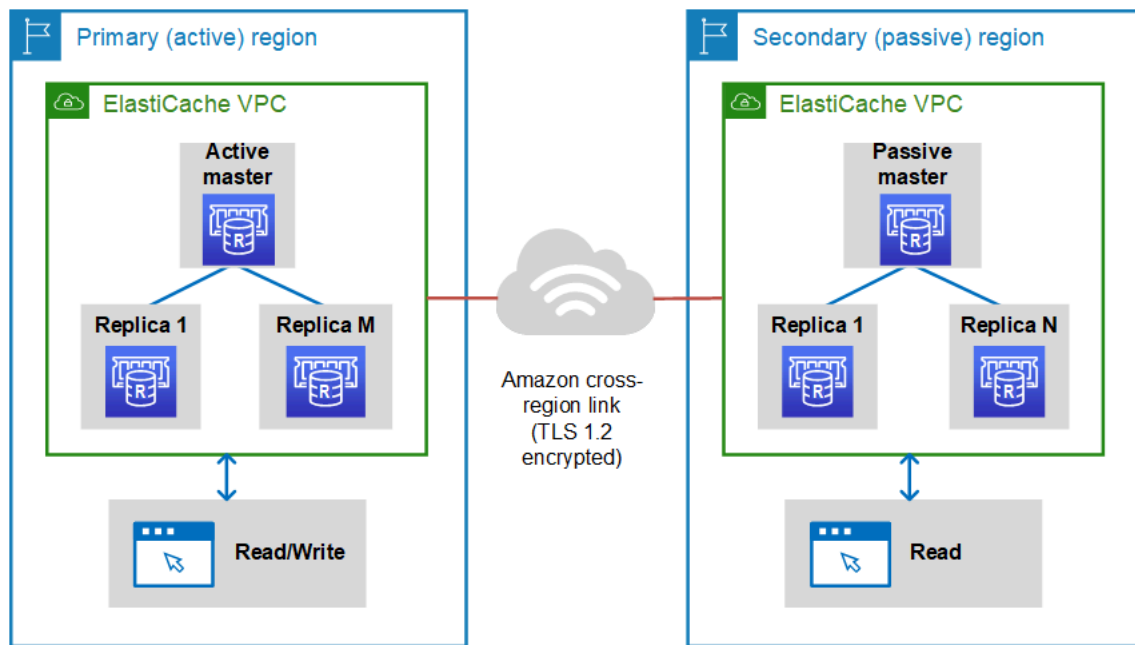 Primary (active) region
ElastiCache VPC
Active
master
R
Replica 1
R
Replica M
R
Read/Write
Amazon cross-
region link
(TLS 1.2
encrypted)
Secondary (passive) region
ElastiCache VPC
Passive
master
R
Replica 1
R
Replica N
R
Read